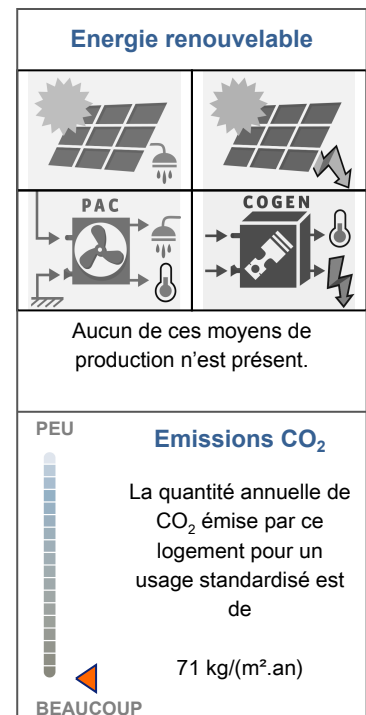 Energie renouvelable
PAC
COGEN
Aucun de ces moyens de
production n’est présent.
PEU
Emissions CO₂
La quantité annuelle de
CO₂ émise par ce
logement pour un
usage standardisé est
de
71 kg/(m².an)
BEAUCOUP